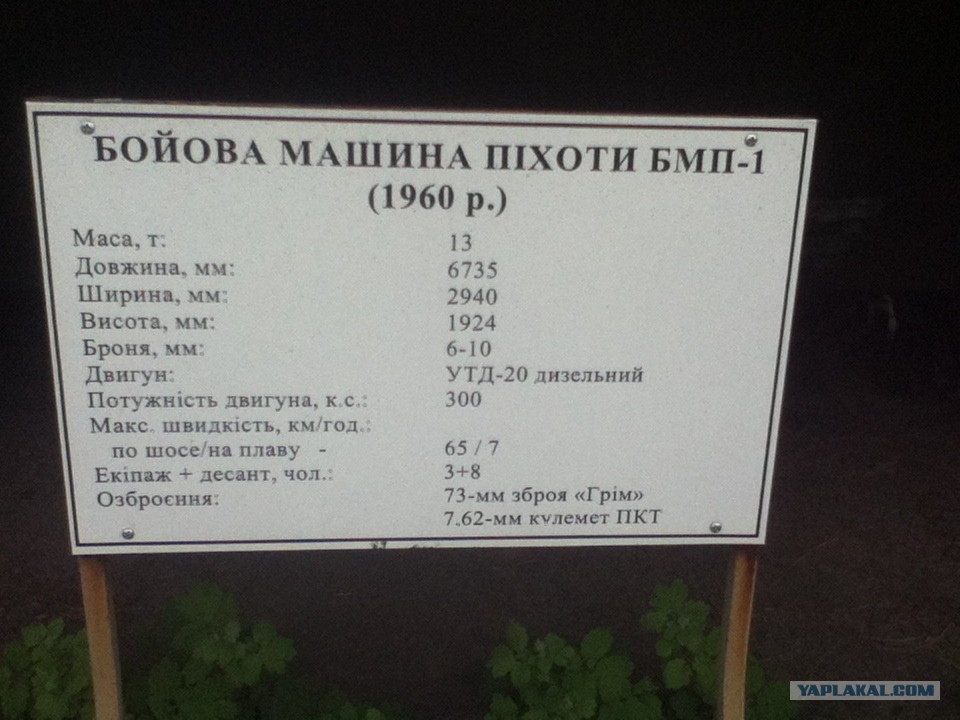 БОЙОВА МАШИНА ПІХОТИ БМП-1
(1960 р.)
Маса, т: 13
Довжина, мм: 6735
Ширина, мм: 2940
Висота, мм: 1924
Броня, мм: 6-10
Двигун: УТД-20 дизельний
Потужність двигуна, к.с.: 300
Макс. швидкість, км/год.:
по шосе/на плаву - 65 / 7
Екіпаж + десант, чол.: 3+8
Озброєння: 73-мм зброя «Грім»
7.62-мм кулемет ПКТ
YAPLAKAL.COM